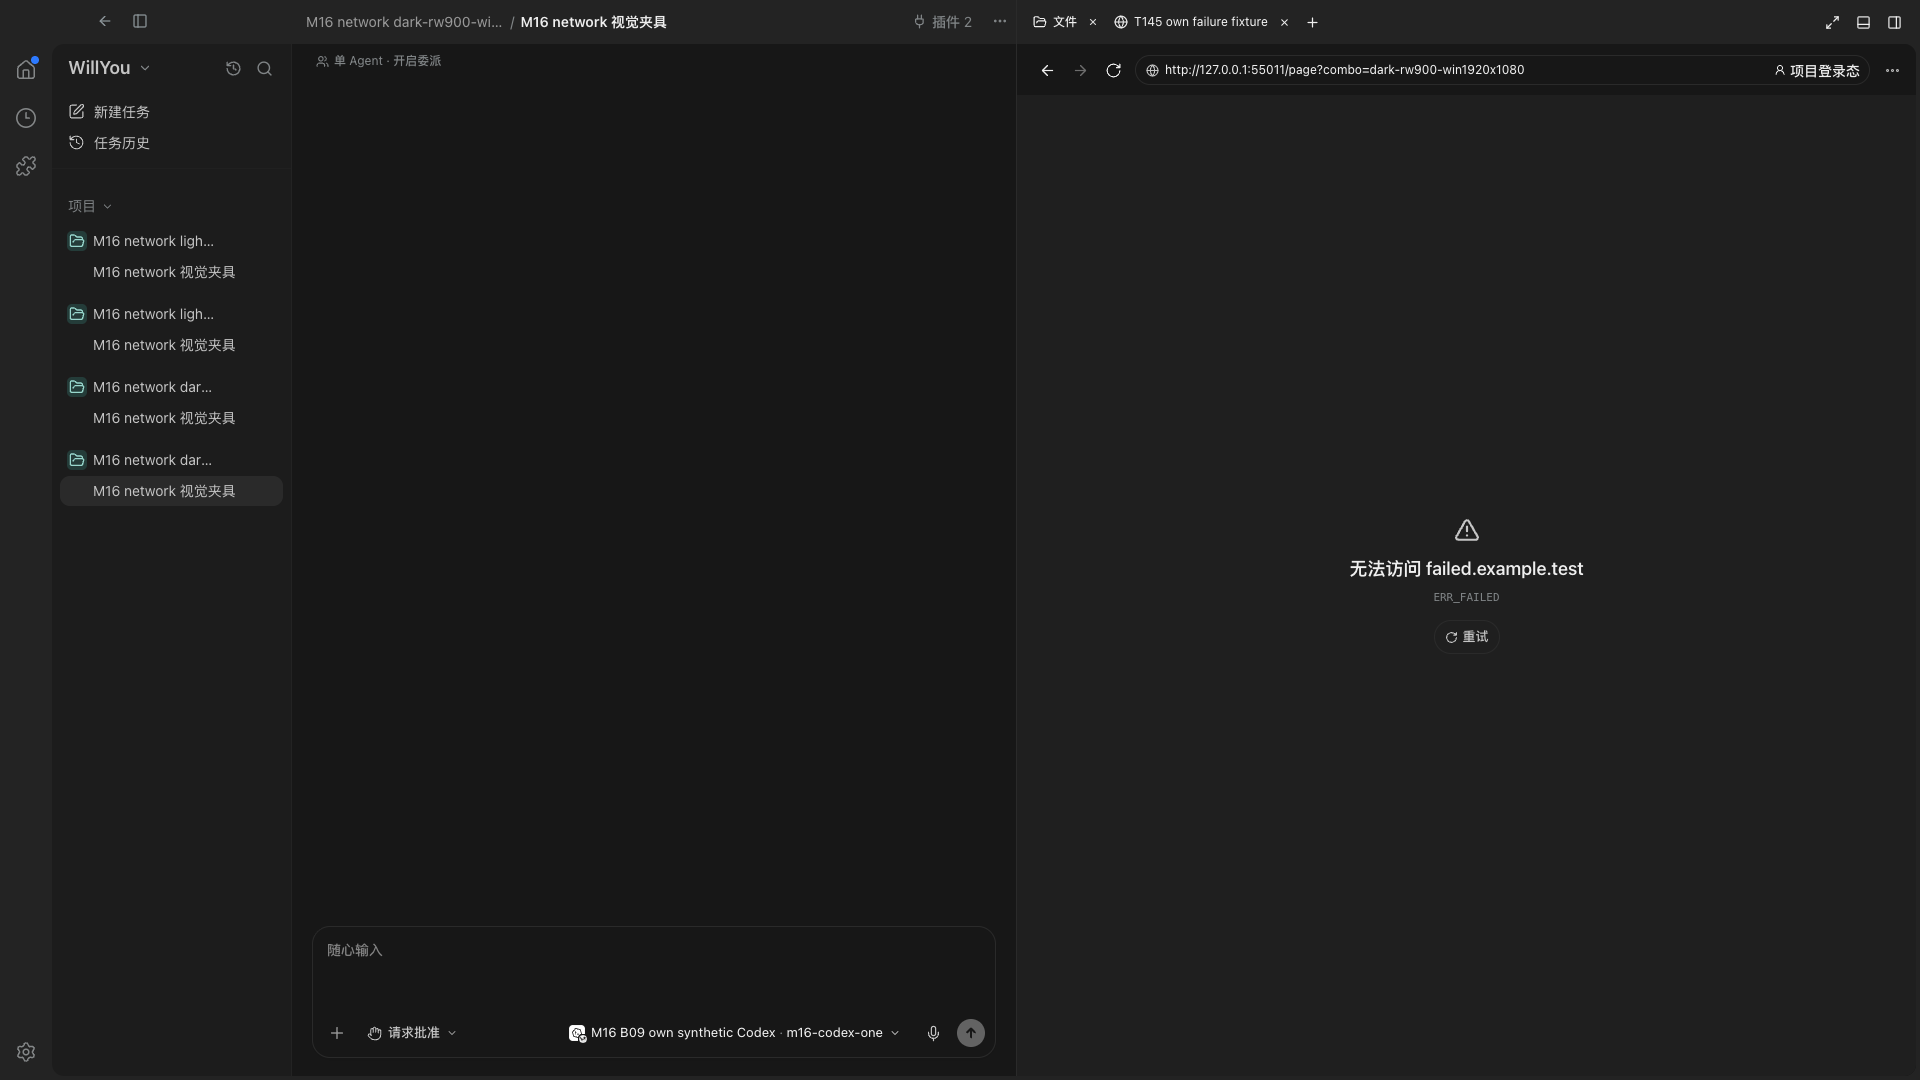 M16 network dark-rw900-wi... / M16 network 视觉夹具
插件 2
文件
T145 own failure fixture
WillYou
单 Agent · 开启委派
http://127.0.0.1:55011/page?combo=dark-rw900-win1920x1080
项目登录态
新建任务
任务历史
项目
M16 network ligh...
M16 network 视觉夹具
M16 network ligh...
M16 network 视觉夹具
M16 network dar...
M16 network 视觉夹具
M16 network dar...
M16 network 视觉夹具
无法访问 failed.example.test
ERR_FAILED
重试
随心输入
请求批准
M16 B09 own synthetic Codex · m16-codex-one